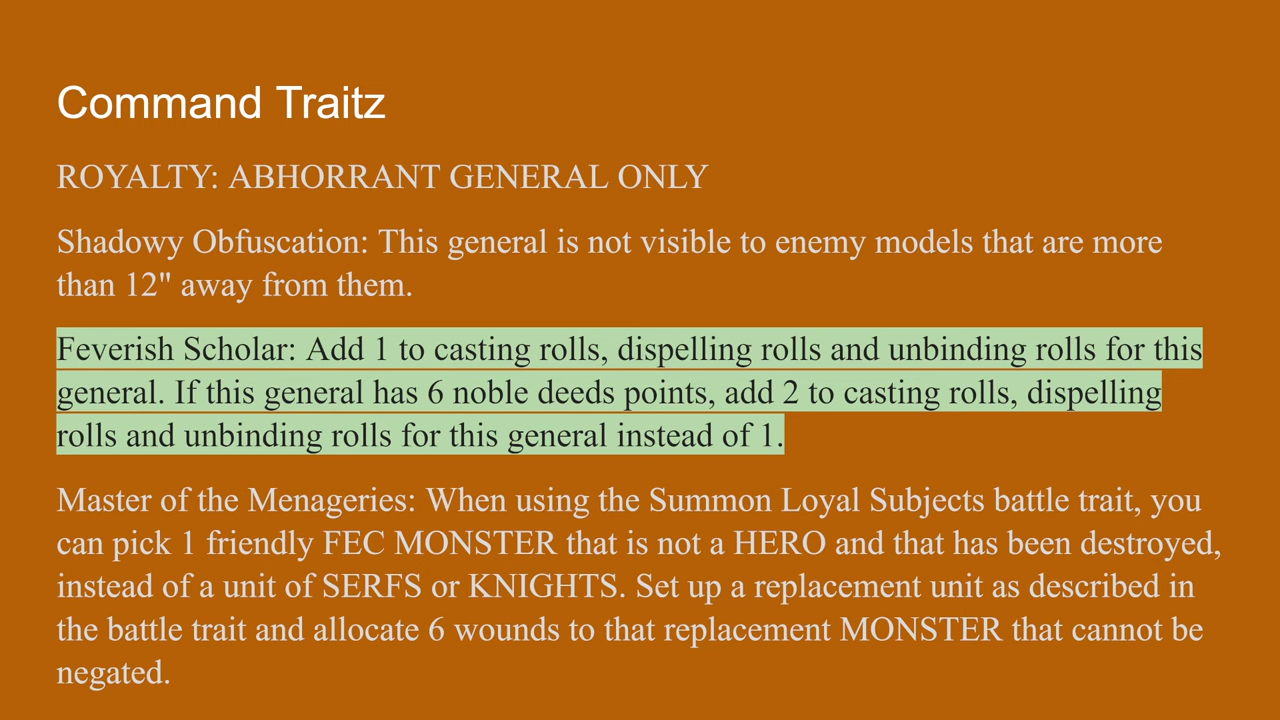 Command Traitz
ROYALTY: ABHORRANT GENERAL ONLY
Shadowy Obfuscation: This general is not visible to enemy models that are more
than 12" away from them.
Feverish Scholar: Add 1 to casting rolls, dispelling rolls and unbinding rolls for this
general. If this general has 6 noble deeds points, add 2 to casting rolls, dispelling
rolls and unbinding rolls for this general instead of 1.
Master of the Menageries: When using the Summon Loyal Subjects battle trait, you
can pick 1 friendly FEC MONSTER that is not a HERO and that has been destroyed,
instead of a unit of SERFS or KNIGHTS. Set up a replacement unit as described in
the battle trait and allocate 6 wounds to that replacement MONSTER that cannot be
negated.